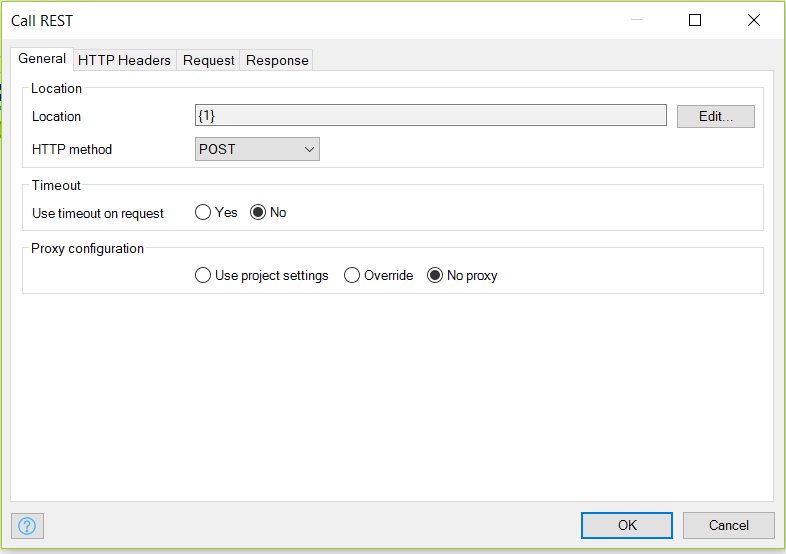 Call REST
General HTTP Headers Request Response
Location
Location {1} Edit...
HTTP method POST
Timeout
Use timeout on request Yes No
Proxy configuration
Use project settings Override No proxy
? OK Cancel